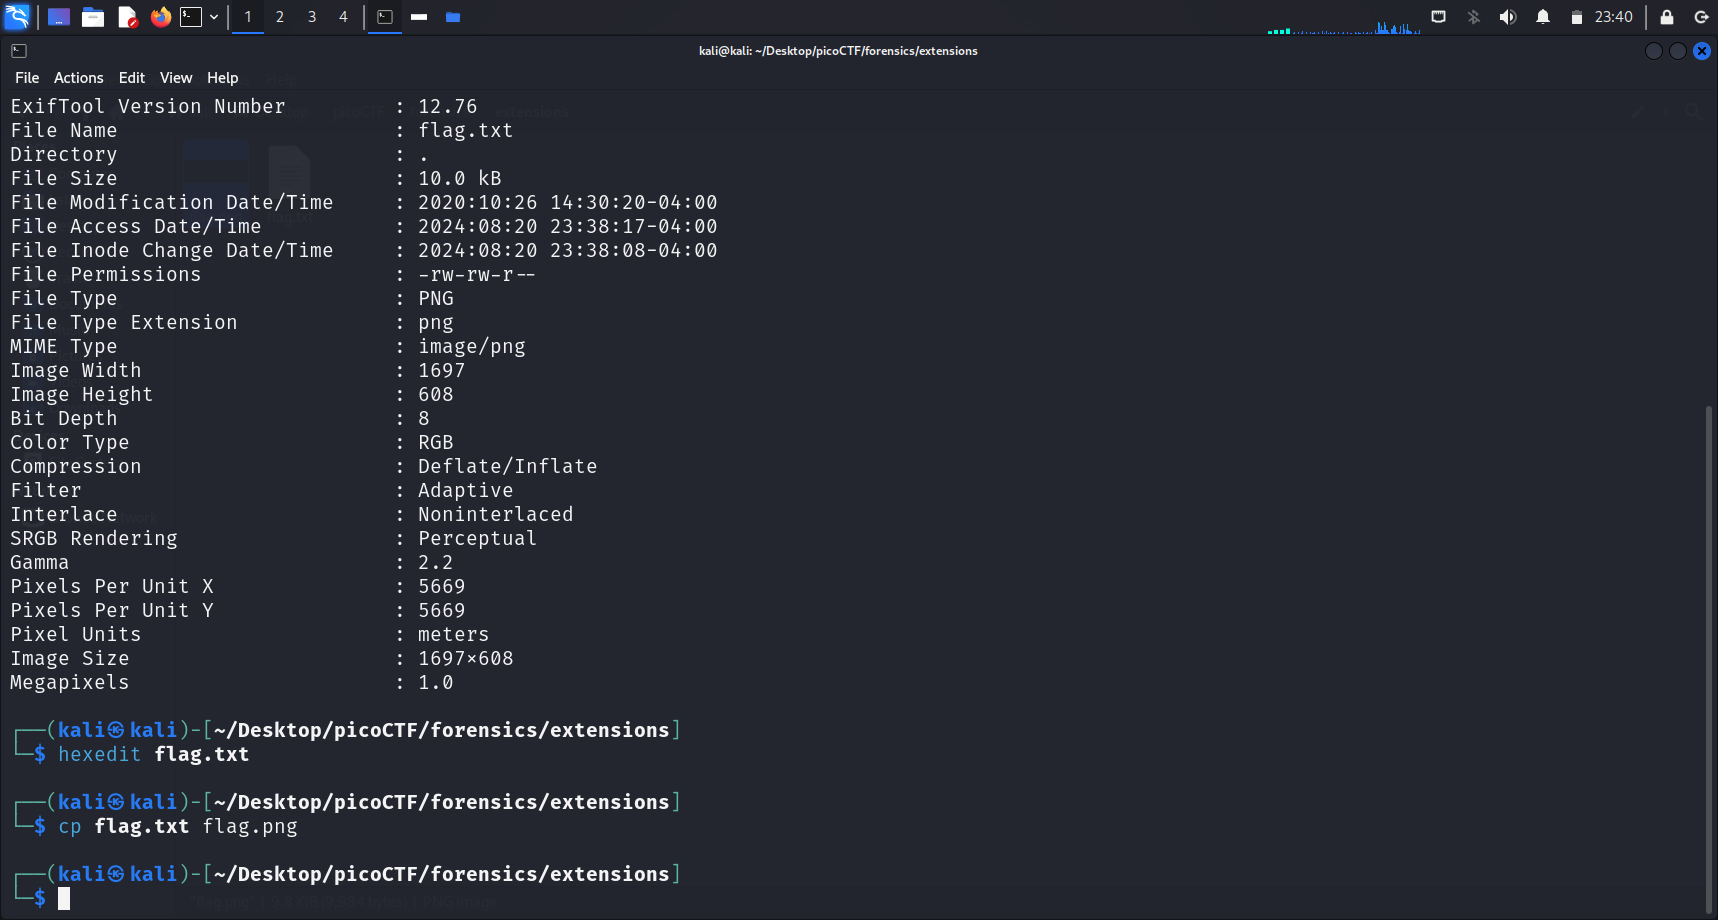 1 2 3 4 23:40
kali@kali: ~/Desktop/picoCTF/forensics/extensions
File Actions Edit View Help
ExifTool Version Number : 12.76
File Name : flag.txt
Directory : .
File Size : 10.0 kB
File Modification Date/Time : 2020:10:26 14:30:20-04:00
File Access Date/Time : 2024:08:20 23:38:17-04:00
File Inode Change Date/Time : 2024:08:20 23:38:08-04:00
File Permissions : -rw-rw-r--
File Type : PNG
File Type Extension : png
MIME Type : image/png
Image Width : 1697
Image Height : 608
Bit Depth : 8
Color Type : RGB
Compression : Deflate/Inflate
Filter : Adaptive
Interlace : Noninterlaced
SRGB Rendering : Perceptual
Gamma : 2.2
Pixels Per Unit X : 5669
Pixels Per Unit Y : 5669
Pixel Units : meters
Image Size : 1697×608
Megapixels : 1.0
┌──(kali㉿kali)-[~/Desktop/picoCTF/forensics/extensions]
└─$ hexedit flag.txt
┌──(kali㉿kali)-[~/Desktop/picoCTF/forensics/extensions]
└─$ cp flag.txt flag.png
┌──(kali㉿kali)-[~/Desktop/picoCTF/forensics/extensions]
└─$